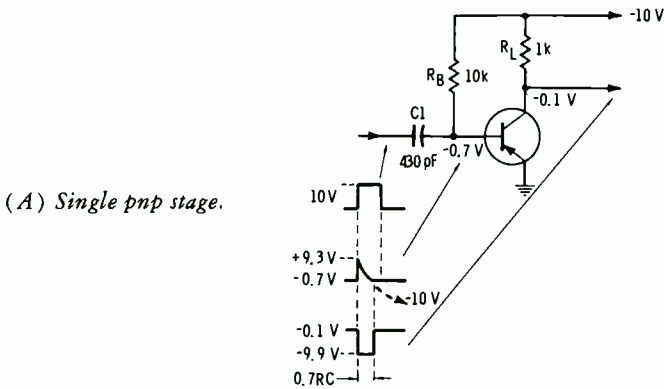 -10 V
R_L 1k
R_B 10k
-0.1 V
C1
430 pF
-0.7 V
(A) Single pnp stage.
10 V
+9.3 V
-0.7 V
-10 V
-0.1 V
-9.9 V
0.7RC